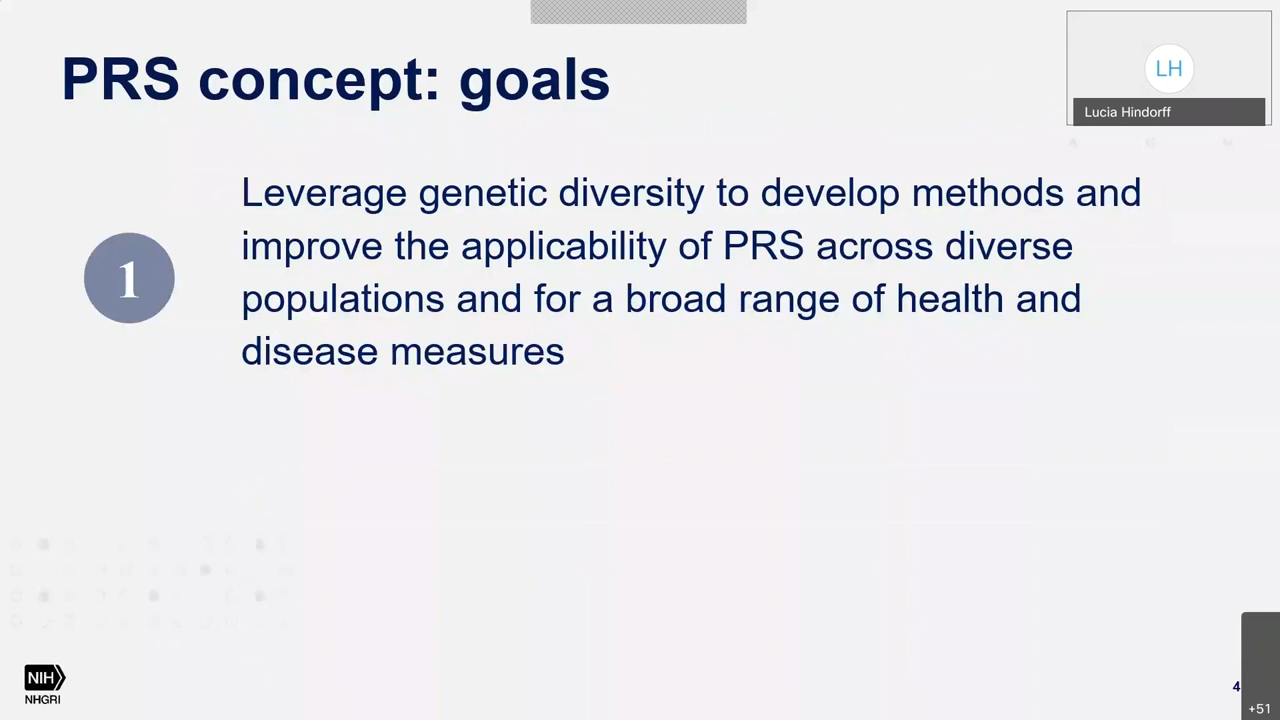 PRS concept: goals
LH
Lucia Hindorff
Leverage genetic diversity to develop methods and
improve the applicability of PRS across diverse
populations and for a broad range of health and
disease measures
1
NIH
NHGRI
4
+51